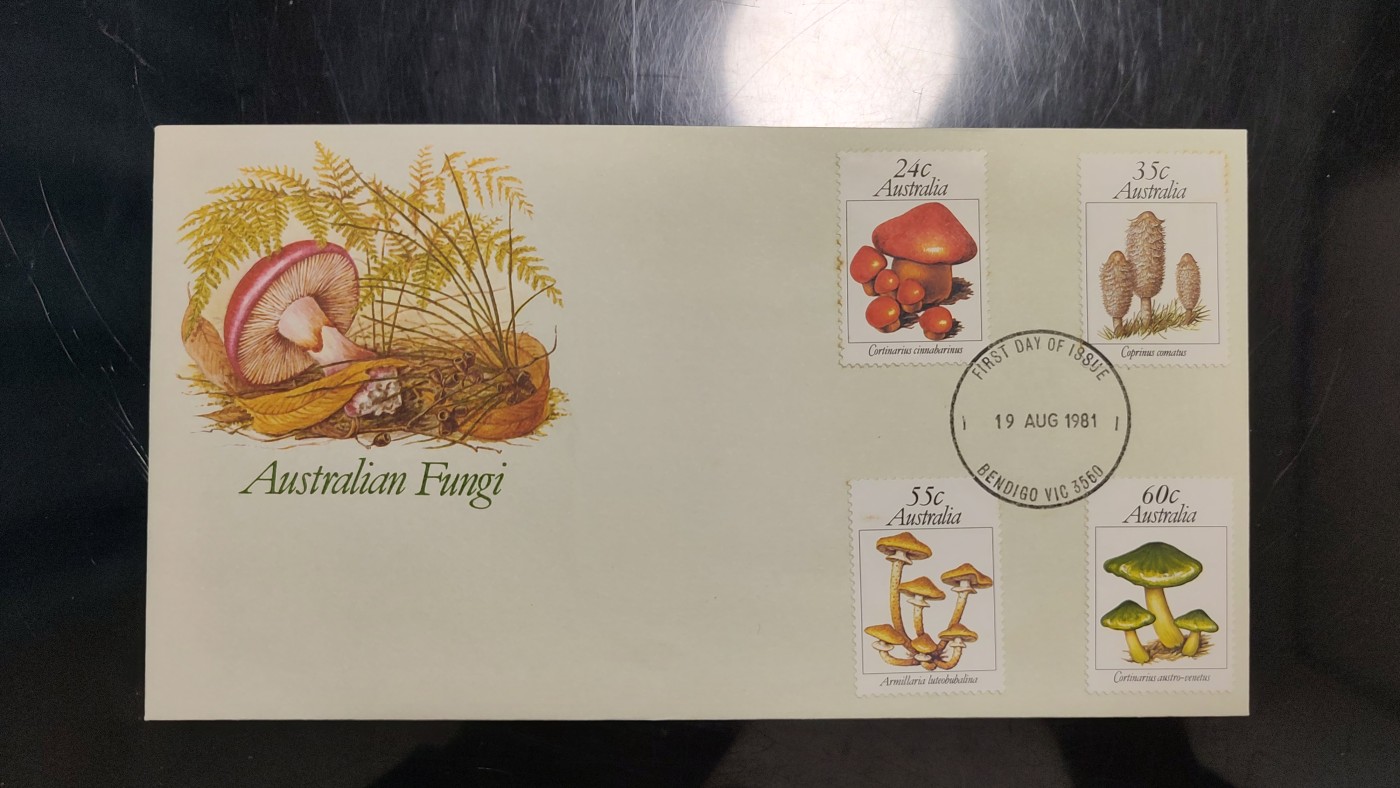 Australian Fungi
24c
Australia
Cortinarius cinnabarinus
35c
Australia
Coprinus comatus
FIRST DAY OF ISSUE
19 AUG 1981
BENDIGO VIC 3550
55c
Australia
Armillaria luteobubalina
60c
Australia
Cortinarius austro-venetus